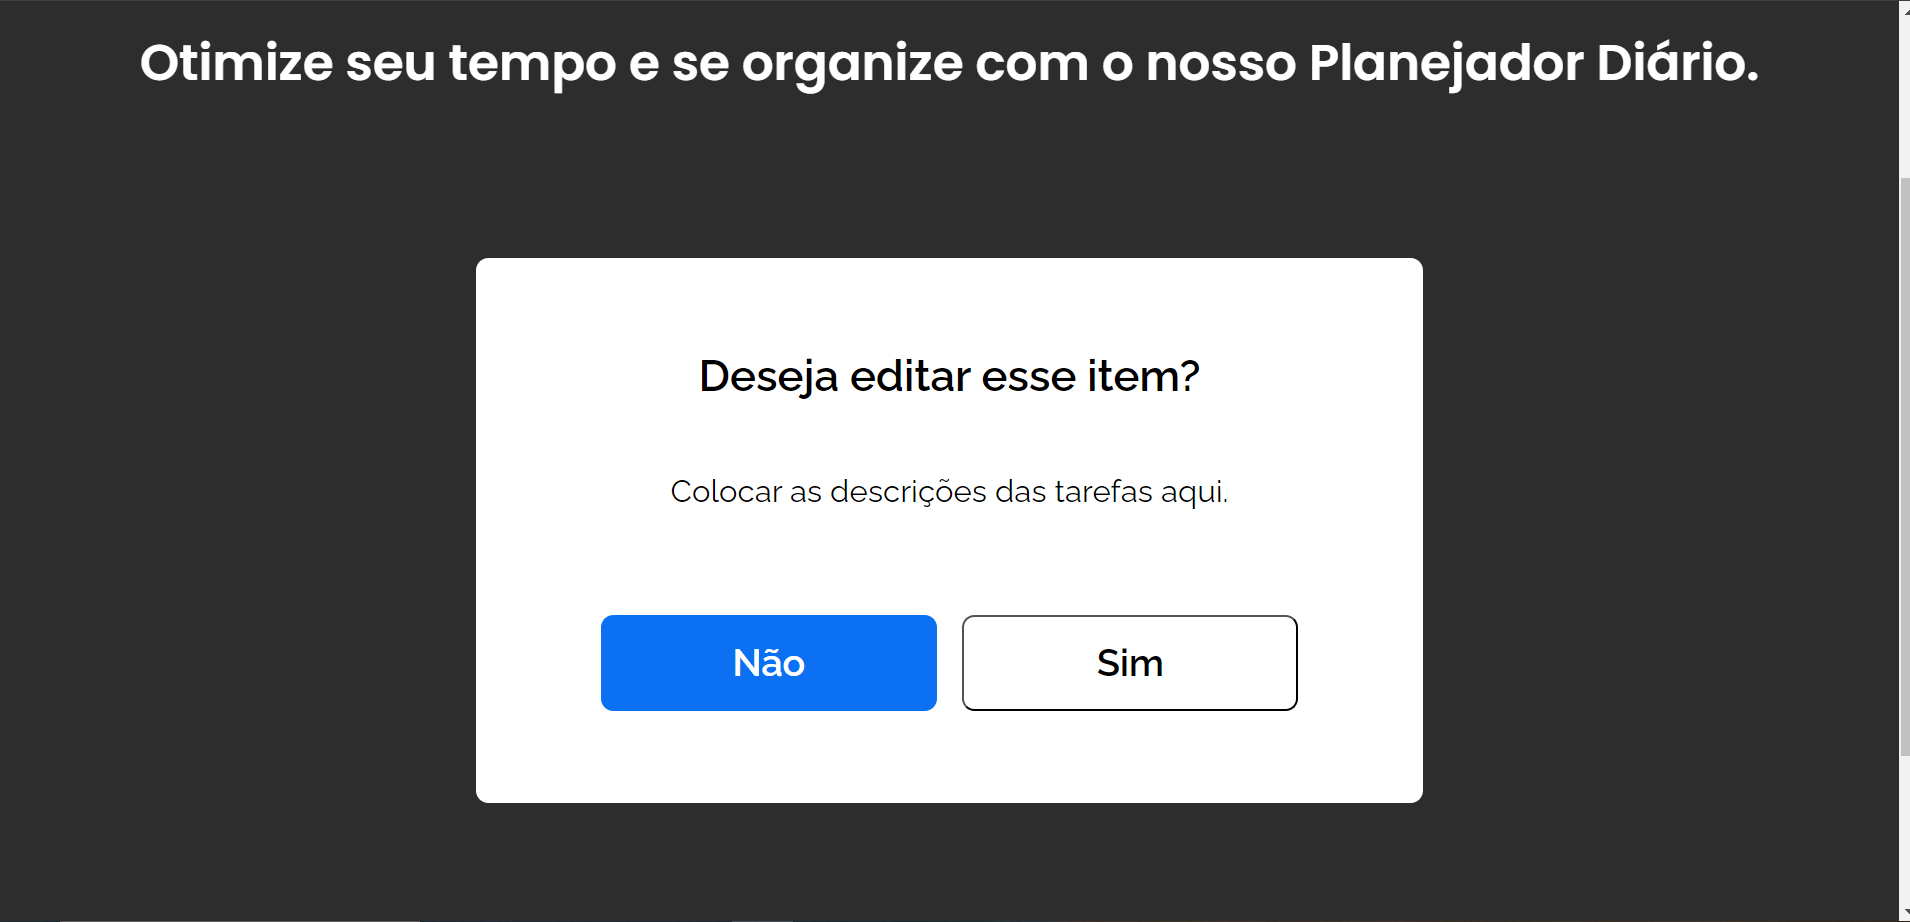 Otimize seu tempo e se organize com o nosso Planejador Diário.
Deseja editar esse item?
Colocar as descrições das tarefas aqui.
Não
Sim